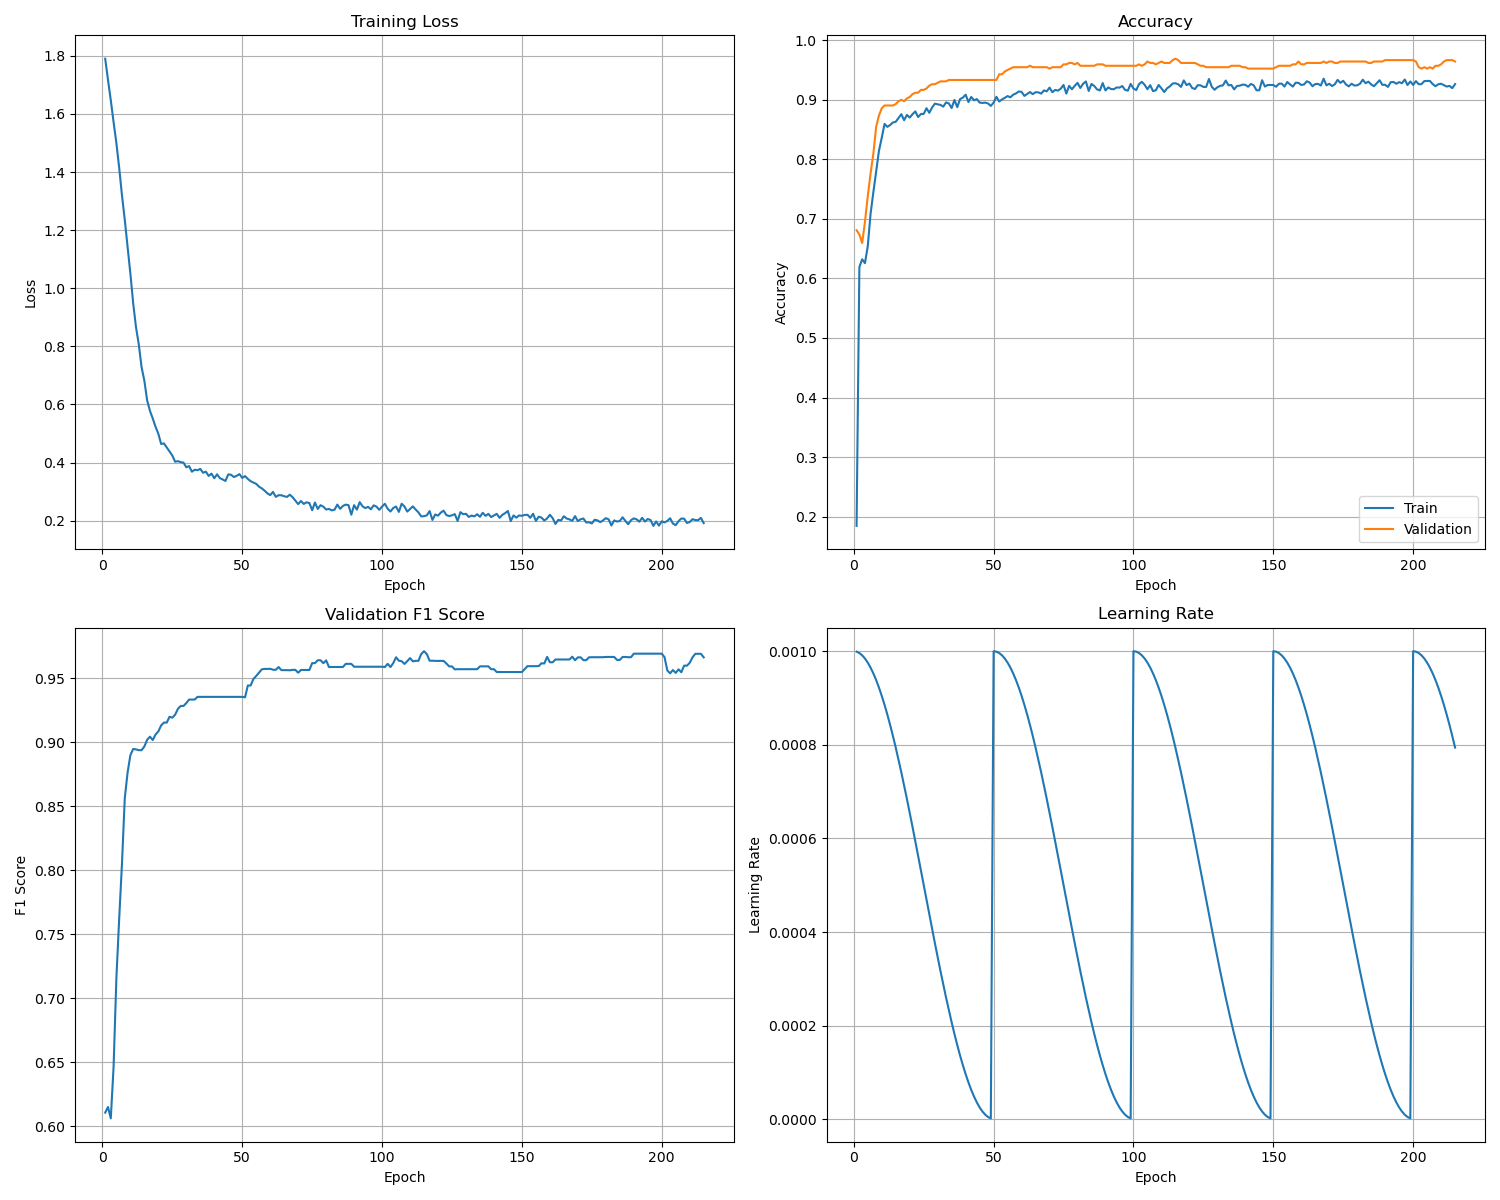 Training Loss
1.8
1.6
1.4
1.2
1.0
0.8
0.6
0.4
0.2
Loss
0 50 100 150 200
Epoch
Accuracy
1.0
0.9
0.8
0.7
0.6
0.5
0.4
0.3
0.2
Accuracy
Train
Validation
0 50 100 150 200
Epoch
Validation F1 Score
0.95
0.90
0.85
0.80
0.75
0.70
0.65
0.60
F1 Score
0 50 100 150 200
Epoch
Learning Rate
0.0010
0.0008
0.0006
0.0004
0.0002
0.0000
Learning Rate
0 50 100 150 200
Epoch